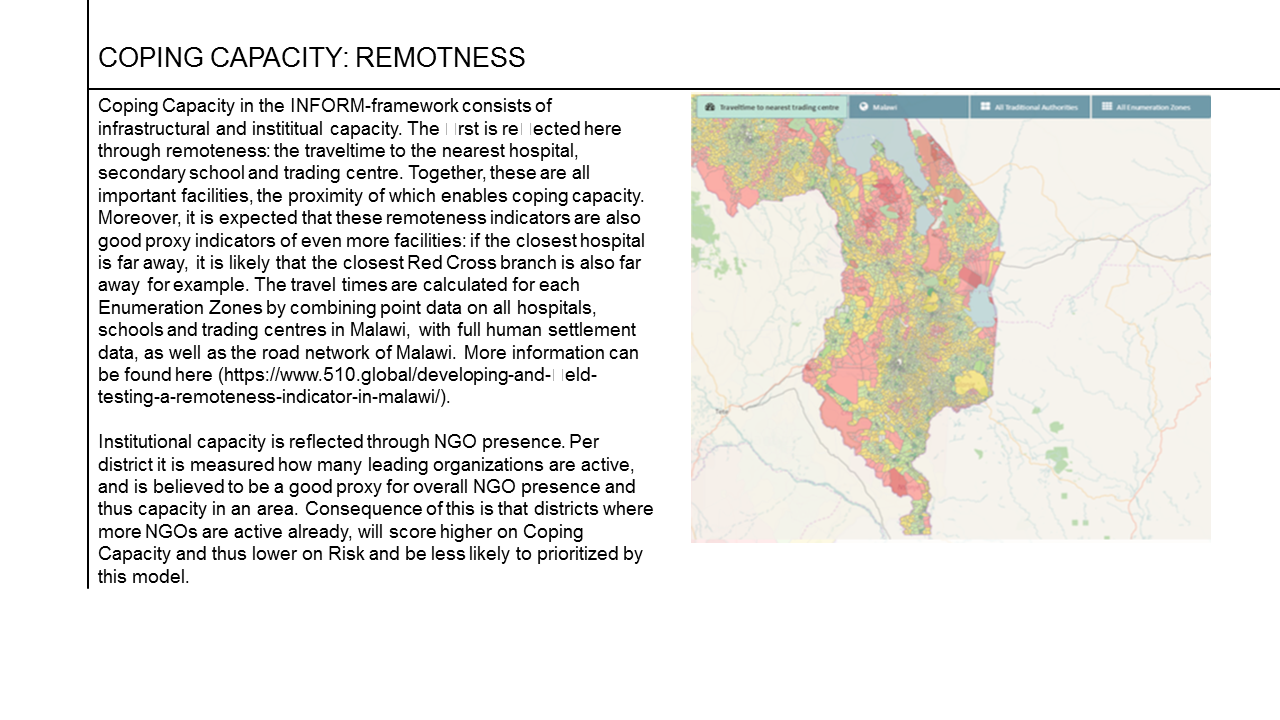 COPING CAPACITY: REMOTNESS
Coping Capacity in the INFORM-framework consists of
infrastructural and instititual capacity. The □rst is re□ected here
through remoteness: the traveltime to the nearest hospital,
secondary school and trading centre. Together, these are all
important facilities, the proximity of which enables coping capacity.
Moreover, it is expected that these remoteness indicators are also
good proxy indicators of even more facilities: if the closest hospital
is far away, it is likely that the closest Red Cross branch is also far
away for example. The travel times are calculated for each
Enumeration Zones by combining point data on all hospitals,
schools and trading centres in Malawi, with full human settlement
data, as well as the road network of Malawi. More information can
be found here (https://www.510.global/developing-and-□eld-
testing-a-remoteness-indicator-in-malawi/).
Institutional capacity is reflected through NGO presence. Per
district it is measured how many leading organizations are active,
and is believed to be a good proxy for overall NGO presence and
thus capacity in an area. Consequence of this is that districts where
more NGOs are active already, will score higher on Coping
Capacity and thus lower on Risk and be less likely to prioritized by
this model.
Traveltime to nearest trading centre
Malawi
All Traditional Authorities
All Enumeration Zones
Tete